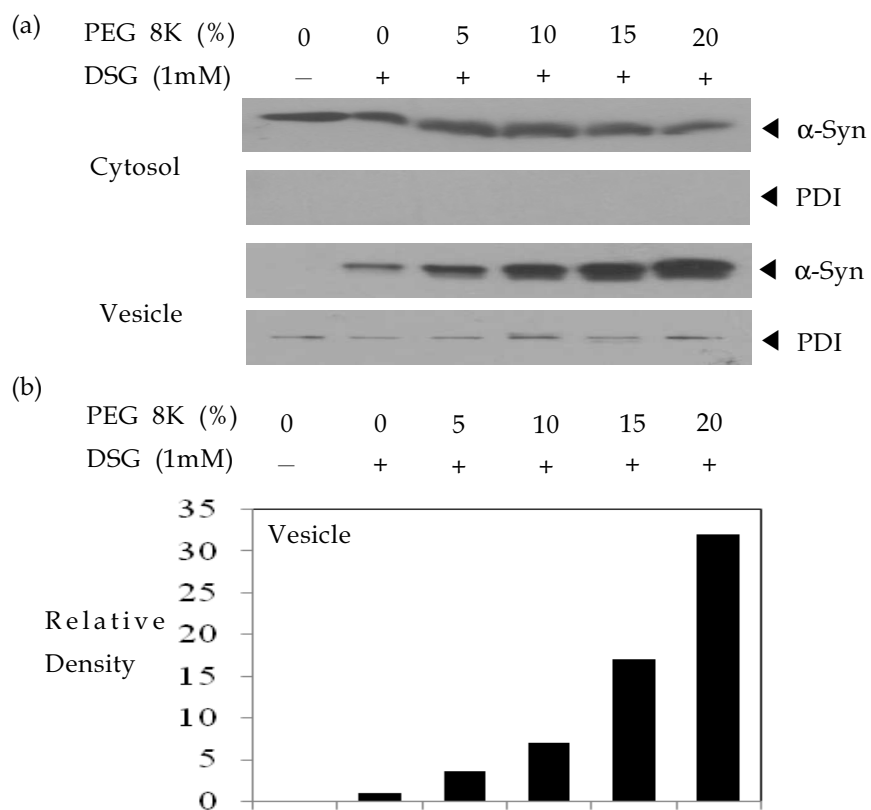 (a)
PEG 8K (%) 0 0 5 10 15 20
DSG (1mM) – + + + + +
Cytosol
◄ α-Syn
◄ PDI
Vesicle
◄ α-Syn
◄ PDI
(b)
PEG 8K (%) 0 0 5 10 15 20
DSG (1mM) – + + + + +
Vesicle
Relative
Density
35
30
25
20
15
10
5
0